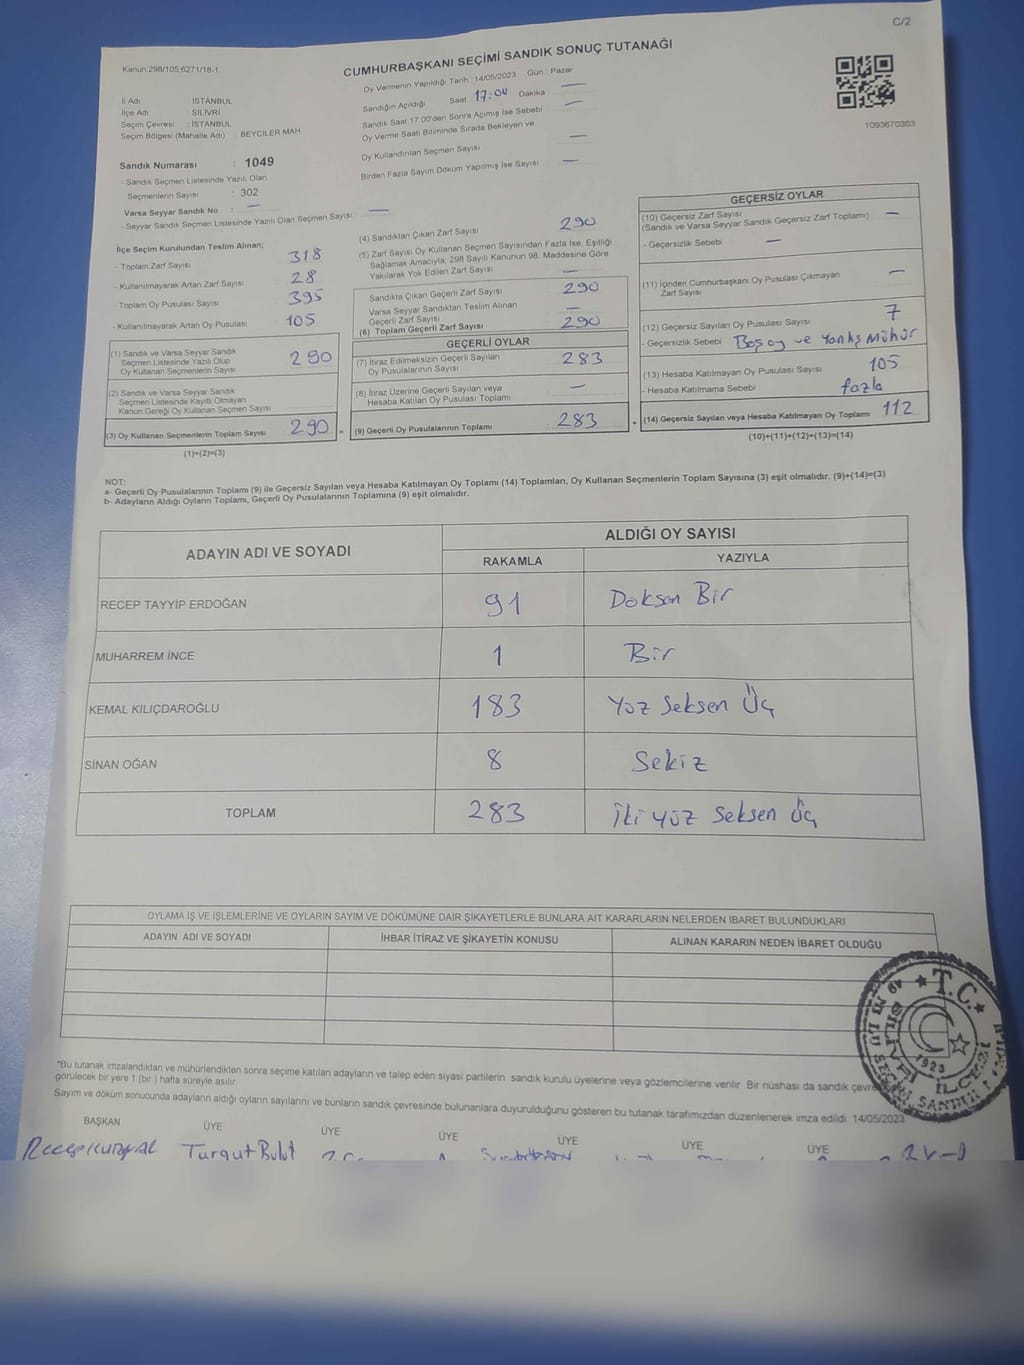 C/2
Kanun:298/105,6271/18-1
CUMHURBAŞKANI SEÇİMİ SANDIK SONUÇ TUTANAĞI
Oy Vermenin Yapıldığı Tarih :14/05/2023 Gün : Pazar
Sandığın Açıldığı Saat 17:00 Dakika : —
Sandık Saat 17:00'den Sonra Açımış İse Sebebi —
Oy Verme Saati Bitiminde Sırada Bekleyen ve
Oy Kullandırılan Seçmen Sayısı —
Birden Fazla Sayım Döküm Yapılmış İse Sayısı —
1093670303
İl Adı : İSTANBUL
İlçe Adı : SİLİVRİ
Seçim Çevresi : İSTANBUL
Seçim Bölgesi (Mahalle Adı) : BEYCİLER MAH
Sandık Numarası : 1049
- Sandık Seçmen Listesinde Yazılı Olan
Seçmenlerin Sayısı : 302
Varsa Seyyar Sandık No : —
- Seyyar Sandık Seçmen Listesinde Yazılı Olan Seçmen Sayısı : —
İlçe Seçim Kurulundan Teslim Alınan;
- Toplam Zarf Sayısı 318
- Kullanılmayarak Artan Zarf Sayısı 28
- Toplam Oy Pusulası Sayısı 395
- Kullanılmayarak Artan Oy Pusulası 105
(1) Sandık ve Varsa Seyyar Sandık
Seçmen Listesinde Yazılı Olup
Oy Kullanan Seçmenlerin Sayısı 290
(2) Sandık ve Varsa Seyyar Sandık
Seçmen Listesinde Kayıtlı Olmayan
Kanun Gereği Oy Kullanan Seçmen Sayısı
(3) Oy Kullanan Seçmenlerin Toplam Sayısı 290 =
(1)+(2)=(3)
(4) Sandıktan Çıkan Zarf Sayısı 290
(5) Zarf Sayısı Oy Kullanan Seçmen Sayısından Fazla İse, Eşitliği
Sağlamak Amacıyla, 298 Sayılı Kanunun 98. Maddesine Göre
Yakılarak Yok Edilen Zarf Sayısı —
Sandıkta Çıkan Geçerli Zarf Sayısı 290
Varsa Seyyar Sandıktan Teslim Alınan
Geçerli Zarf Sayısı —
(6) Toplam Geçerli Zarf Sayısı 290
GEÇERLİ OYLAR
(7) İtiraz Edilmeksizin Geçerli Sayılan
Oy Pusulalarının Sayısı 283
(8) İtiraz Üzerine Geçerli Sayılan veya
Hesaba Katılan Oy Pusulası Toplamı —
(9) Geçerli Oy Pusulalarının Toplamı 283 +
GEÇERSİZ OYLAR
(10) Geçersiz Zarf Sayısı
(Sandık ve Varsa Seyyar Sandık Geçersiz Zarf Toplamı) —
- Geçersizlik Sebebi —
(11) İçinden Cumhurbaşkanı Oy Pusulası Çıkmayan
Zarf Sayısı —
(12) Geçersiz Sayılan Oy Pusulası Sayısı 7
- Geçersizlik Sebebi Boş oy ve Yanlış Mühür
(13) Hesaba Katılmayan Oy Pusulası Sayısı 105
- Hesaba Katılmama Sebebi fazla
(14) Geçersiz Sayılan veya Hesaba Katılmayan Oy Toplamı 112
(10)+(11)+(12)+(13)=(14)
NOT:
a- Geçerli Oy Pusulalarının Toplamı (9) ile Geçersiz Sayılan veya Hesaba Katılmayan Oy Toplamı (14) Toplamları, Oy Kullanan Seçmenlerin Toplam Sayısına (3) eşit olmalıdır. (9)+(14)=(3)
b- Adayların Aldığı Oyların Toplamı, Geçerli Oy Pusulalarının Toplamına (9) eşit olmalıdır.
ADAYIN ADI VE SOYADI ALDIĞI OY SAYISI
RAKAMLA YAZIYLA
RECEP TAYYİP ERDOĞAN 91 Doksan Bir
MUHARREM İNCE 1 Bir
KEMAL KILIÇDAROĞLU 183 Yüz Seksen Üç
SİNAN OĞAN 8 Sekiz
TOPLAM 283 İki yüz Seksen Üç
OYLAMA İŞ VE İŞLEMLERİNE VE OYLARIN SAYIM VE DÖKÜMÜNE DAİR ŞİKAYETLERLE BUNLARA AİT KARARLARIN NELERDEN İBARET BULUNDUKLARI
ADAYIN ADI VE SOYADI İHBAR İTİRAZ VE ŞİKAYETİN KONUSU ALINAN KARARIN NEDEN İBARET OLDUĞU
T.C.
1923
*Bu tutanak imzalandıktan ve mühürlendikten sonra seçime katılan adayların ve talep eden siyasi partilerin sandık kurulu üyelerine veya gözlemcilerine verilir. Bir nüshası da sandık
görülecek bir yere 1 (bir ) hafta süreyle asılır.
Sayım ve döküm sonucunda adayların aldığı oyların sayılarını ve bunların sandık çevresinde bulunanlara duyurulduğunu gösteren bu tutanak tarafımızdan düzenlenerek imza edildi. 14/05/2023
BAŞKAN ÜYE ÜYE ÜYE ÜYE ÜYE ÜYE
Turgut Bulut